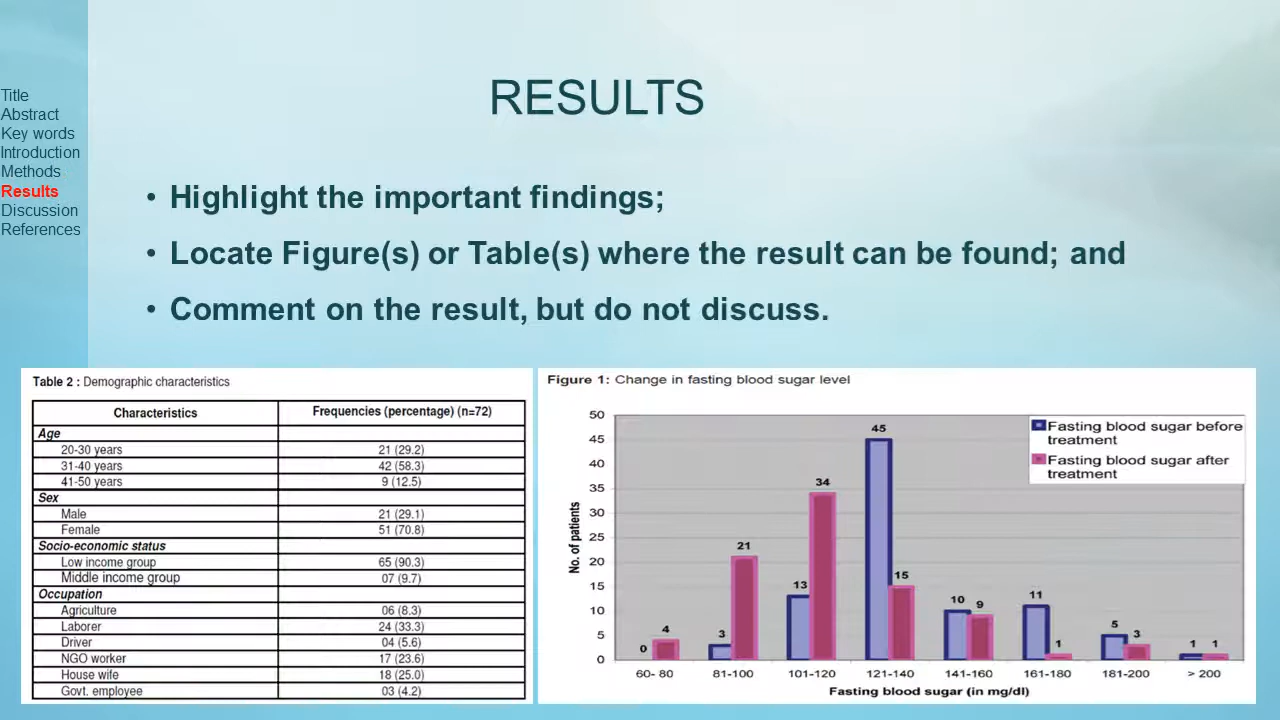 Title
Abstract
Key words
Introduction
Methods
Results
Discussion
References
RESULTS
• Highlight the important findings;
• Locate Figure(s) or Table(s) where the result can be found; and
• Comment on the result, but do not discuss.
Table 2 : Demographic characteristics
Characteristics Frequencies (percentage) (n=72)
Age
20-30 years 21 (29.2)
31-40 years 42 (58.3)
41-50 years 9 (12.5)
Sex
Male 21 (29.1)
Female 51 (70.8)
Socio-economic status
Low income group 65 (90.3)
Middle income group 07 (9.7)
Occupation
Agriculture 06 (8.3)
Laborer 24 (33.3)
Driver 04 (5.6)
NGO worker 17 (23.6)
House wife 18 (25.0)
Govt. employee 03 (4.2)
Figure 1: Change in fasting blood sugar level
No. of patients
50
45
40
35
30
25
20
15
10
5
0
0 4 3 21 13 34 45 15 10 9 11 1 5 3 1 1
60- 80 81-100 101-120 121-140 141-160 161-180 181-200 > 200
Fasting blood sugar (in mg/dl)
Fasting blood sugar before
treatment
Fasting blood sugar after
treatment